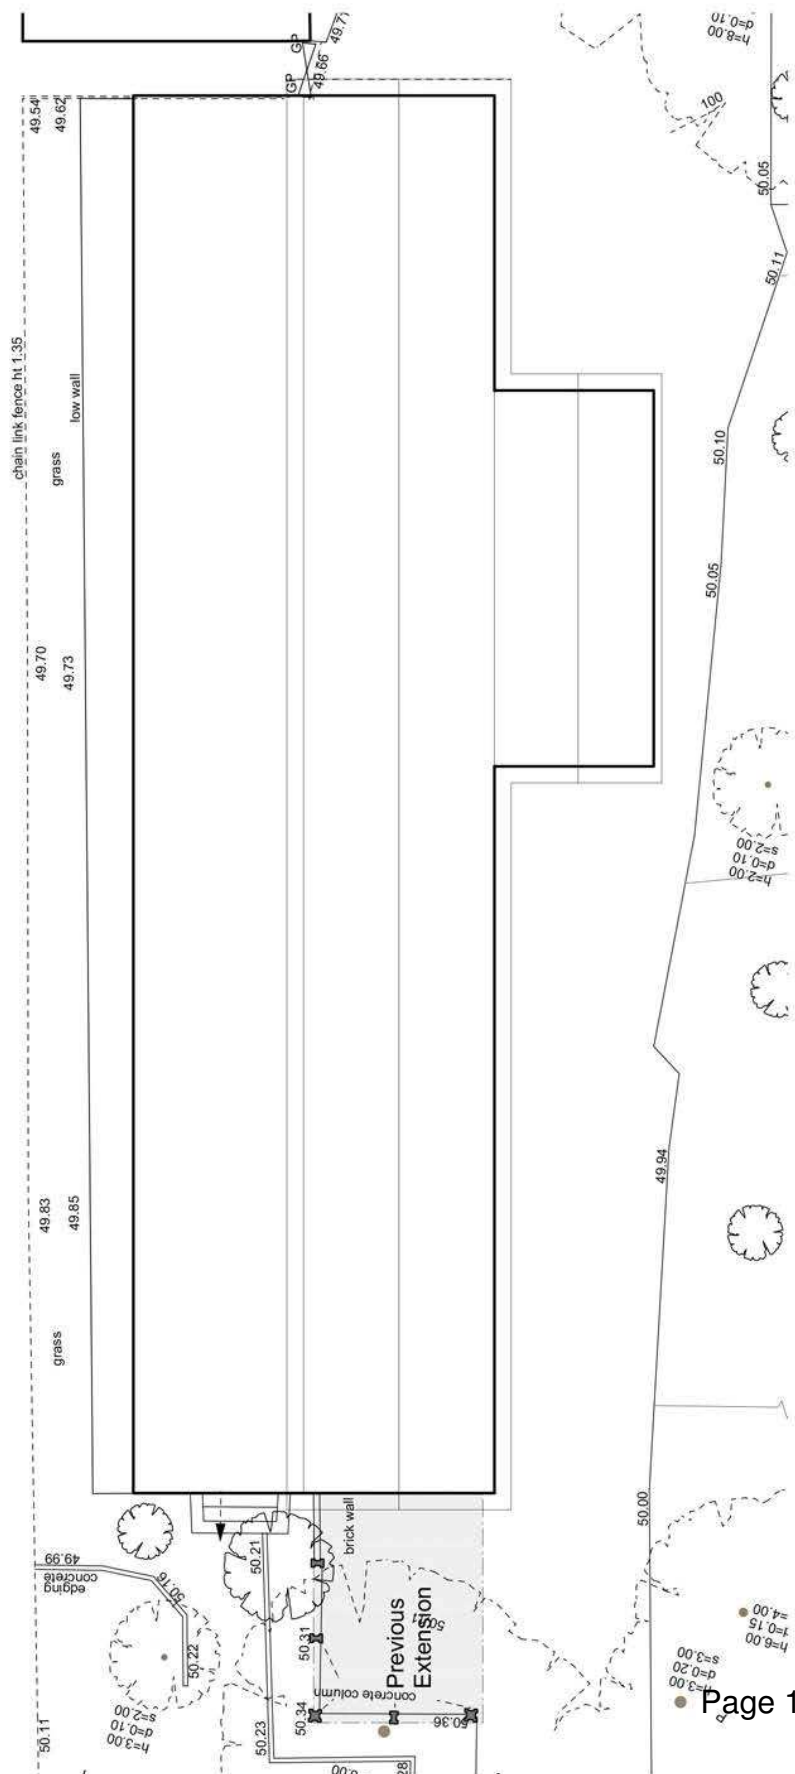 h=8.00
d=0.10
49.7
GP
GP
49.66
49.54
49.62
100
50.05
50.11
chain link fence ht 1.35
low wall
grass
50.10
50.05
49.70
49.73
s=2.00
d=0.10
h=2.00
49.83
49.85
49.94
grass
50.00
brick wall
49.99
edging
concrete
50.16
50.21
50.22
50.31
Previous
Extension
concrete column
50.34
50.36
50.23
50.11
s=2.00
d=0.10
h=3.00
=4.00
d=0.15
h=6.00
s=3.00
d=0.20
h=3.00
Page 1